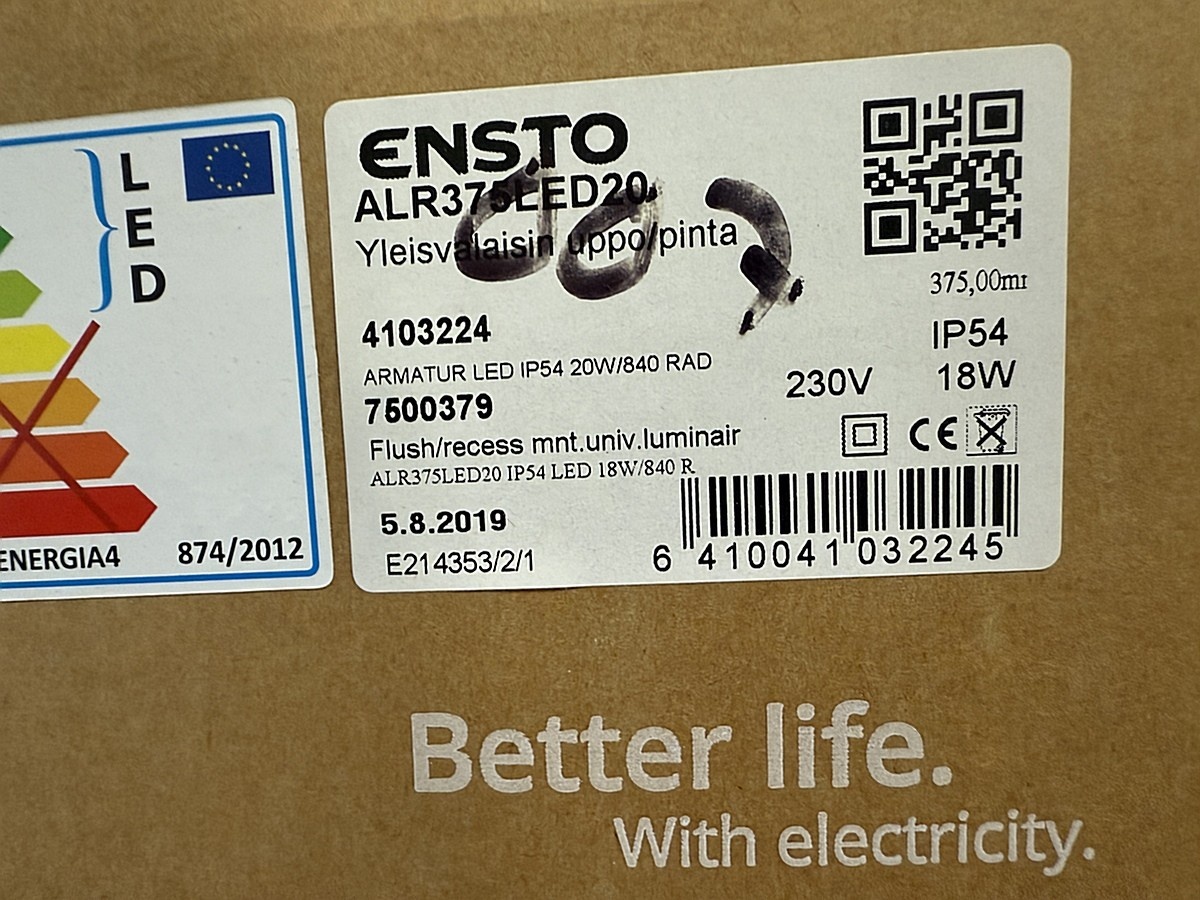 L
E
D
ENERGIA4 874/2012
ENSTO
ALR375LED20
Yleisvalaisin uppo/pinta
375,00m
4103224
IP54
ARMATUR LED IP54 20W/840 RAD
230V 18W
7500379
Flush/recess mnt.univ.luminair
CE
ALR375LED20 IP54 LED 18W/840 R
5.8.2019
E214353/2/1
6 410041 032245
Better life.
With electricity.